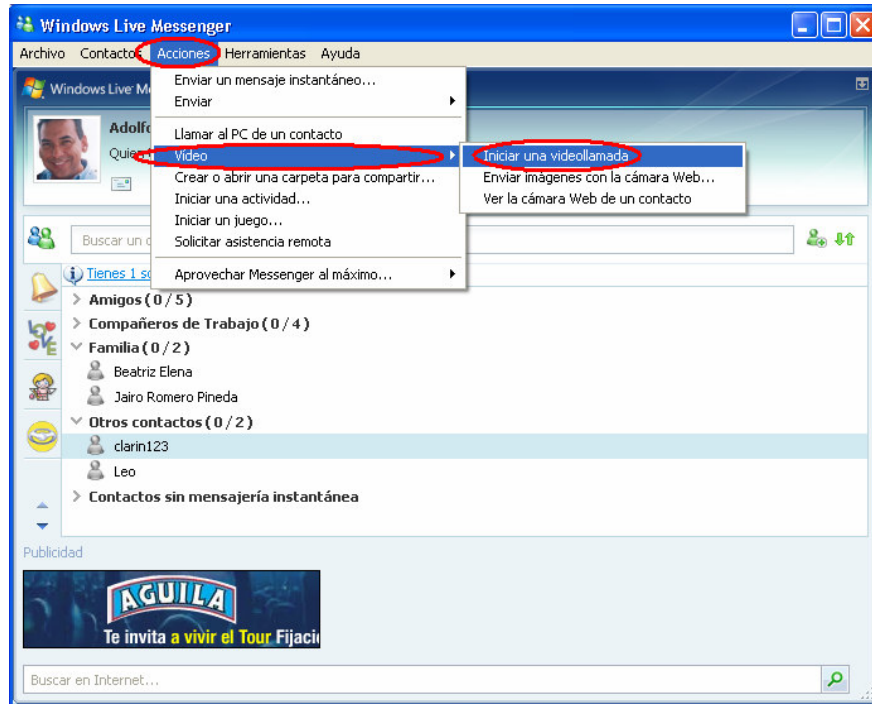 Windows Live Messenger
Archivo Contactos Acciones Herramientas Ayuda
Windows Live
Adolfo
Enviar un mensaje instantáneo...
Enviar
Llamar al PC de un contacto
Vídeo
Crear o abrir una carpeta para compartir...
Iniciar una actividad...
Iniciar un juego...
Solicitar asistencia remota
Aprovechar Messenger al máximo...
Iniciar una videollamada
Enviar imágenes con la cámara Web...
Ver la cámara Web de un contacto
Buscar un
Tienes 1
Amigos ( 0 / 5 )
Compañeros de Trabajo ( 0 / 4 )
Familia ( 0 / 2 )
Beatriz Elena
Jairo Romero Pineda
Otros contactos ( 0 / 2 )
clarin123
Leo
Contactos sin mensajería instantánea
Publicidad
AGUILA
Te invita a vivir el Tour
Buscar en Internet...